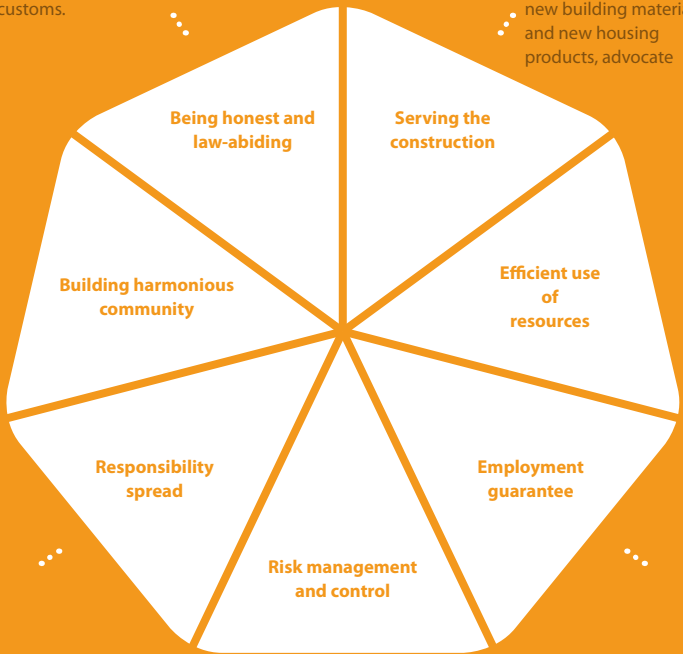 customs.
new building materia
and new housing
products, advocate
Being honest and
law-abiding
Serving the
construction
Building harmonious
community
Efficient use
of
resources
Responsibility
spread
Employment
guarantee
Risk management
and control